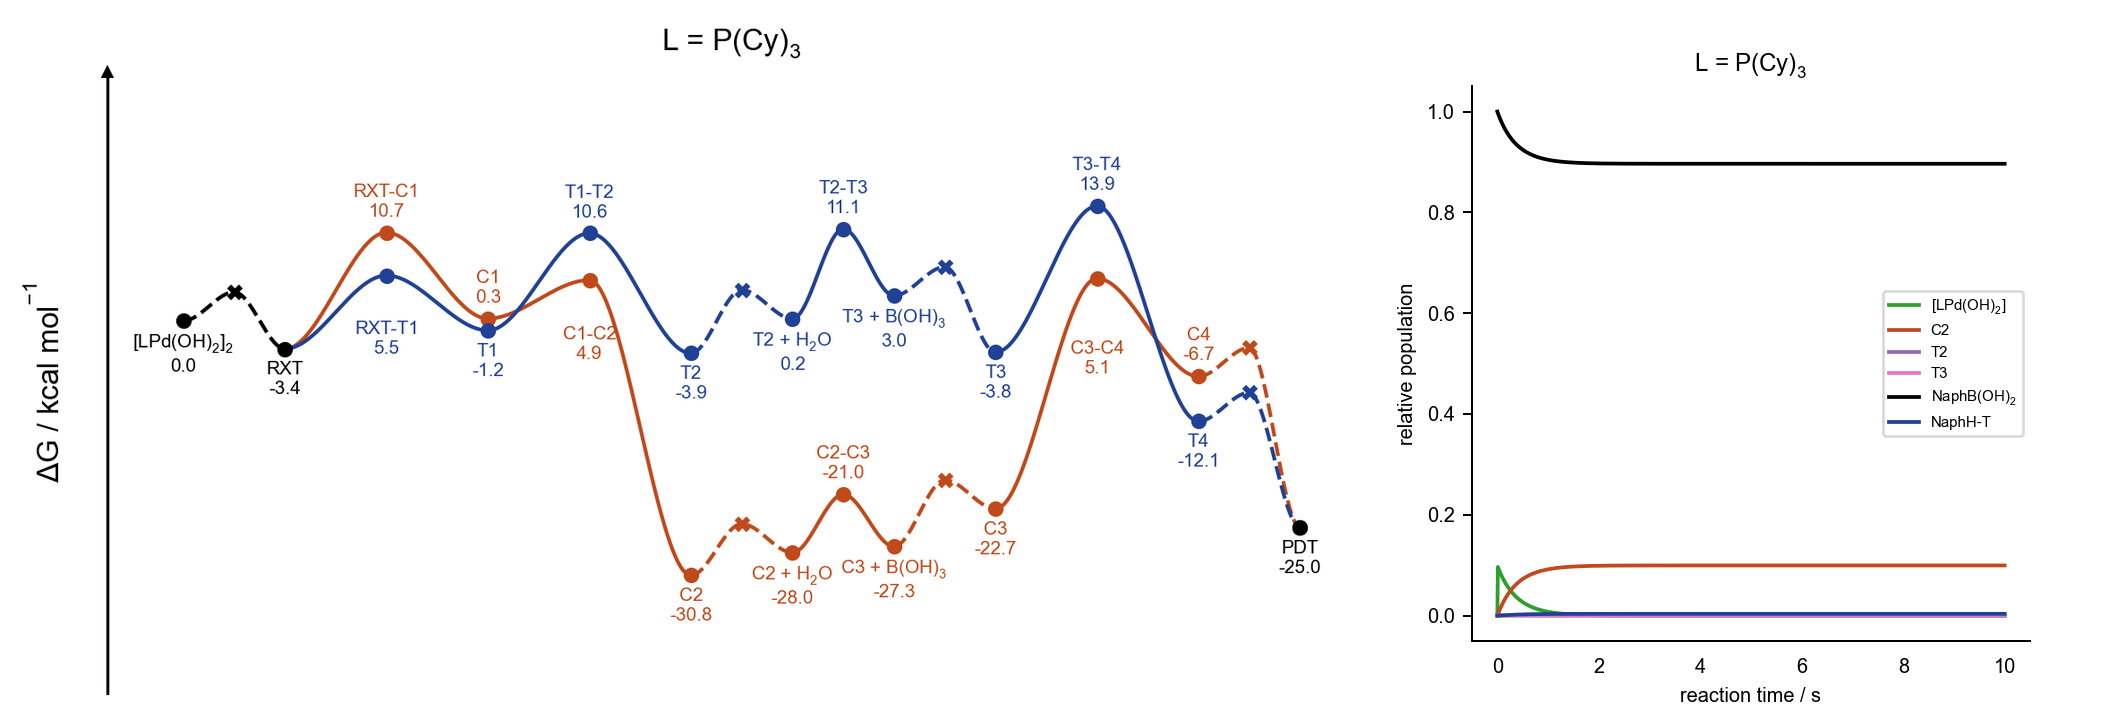 L = P(Cy)₃
ΔG / kcal mol⁻¹
[LPd(OH)₂]₂
0.0
RXT
-3.4
RXT-C1
10.7
RXT-T1
5.5
C1
0.3
T1
-1.2
T1-T2
10.6
C1-C2
4.9
T2
-3.9
C2
-30.8
T2 + H₂O
0.2
C2 + H₂O
-28.0
T2-T3
11.1
C2-C3
-21.0
T3 + B(OH)₃
3.0
C3 + B(OH)₃
-27.3
T3
-3.8
C3
-22.7
T3-T4
13.9
C3-C4
5.1
C4
-6.7
T4
-12.1
PDT
-25.0
L = P(Cy)₃
relative population
1.0
0.8
0.6
0.4
0.2
0.0
[LPd(OH)₂]
C2
T2
T3
NaphB(OH)₂
NaphH-T
0 2 4 6 8 10
reaction time / s